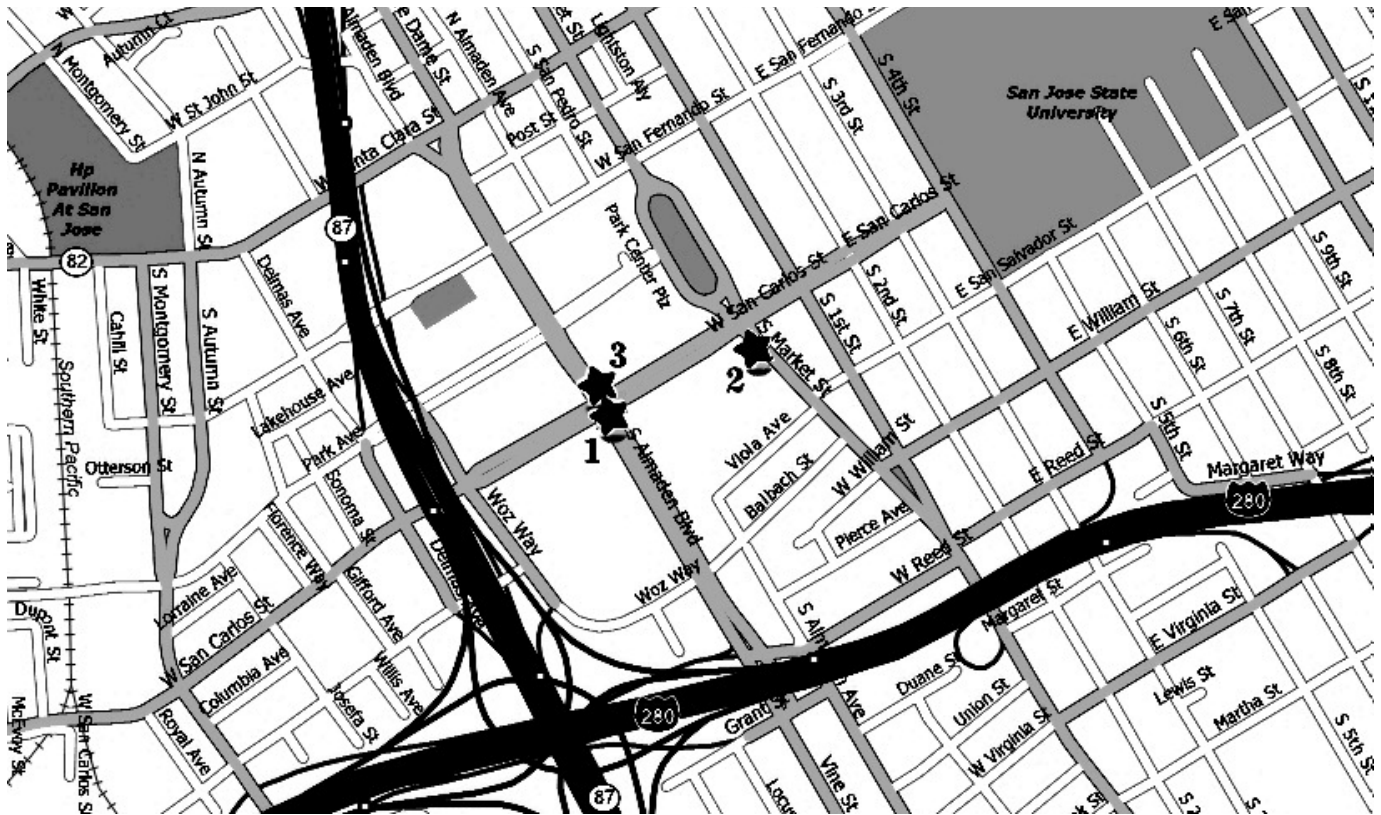 Autumn Ct
N Montgomery St
Almaden Blvd
N Almaden Ave
Lightston Aly
E San Fernando St
W St John St
S San Pedro St
Post St
W San Fernando St
S 3rd St
S 4th St
San Jose State
University
Hp
Pavilion
At San
Jose
N Autumn St
87
82
Park Center Plz
E San Carlos St
W San Carlos St
E San Salvador St
S 9th St
White St
Cahill St
S Montgomery St
S Autumn St
Delmas Ave
S 2nd St
S 1st St
E William St
S 7th St
S 6th St
S 8th St
Southern Pacific
Lakehouse Ave
Park Ave
3
2
1
S Market St
Viola Ave
Balbach St
W William St
S 5th St
E Reed St
Margaret Way
280
Otterson St
Sonoma St
Woz Way
S Almaden Blvd
Pierce Ave
W Reed St
Florence Way
Gifford Ave
Woz Way
Dupont St
Lorraine Ave
W San Carlos St
Columbia Ave
Willis Ave
Josefa St
Margaret St
E Virginia St
Duane St
Union St
Lewis St
Martha St
W Virginia St
S 5th St
McEvoy St
W San Carlos St
Royal Ave
280
Grant St
Vine St
87